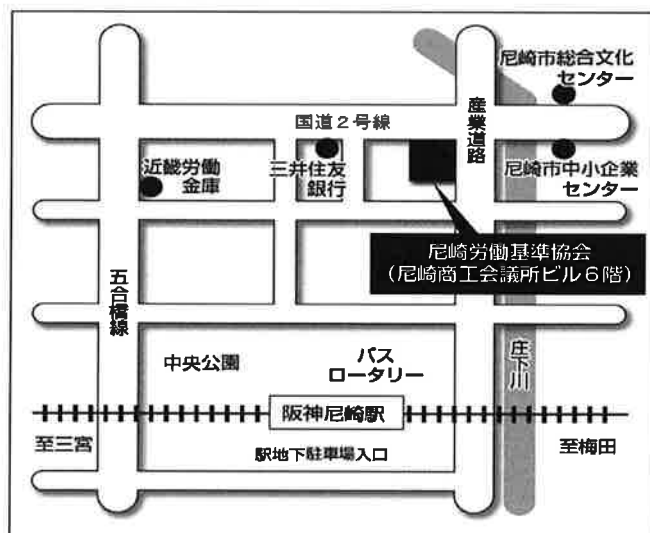 尼崎市総合文化
センター
産業道路
国道2号線
近畿労働
金庫
三井住友
銀行
尼崎市中小企業
センター
尼崎労働基準協会
(尼崎商工会議所ビル6階)
五合橋線
中央公園
バス
ロータリー
庄下川
阪神尼崎駅
至三宮
駅地下駐車場入口
至梅田